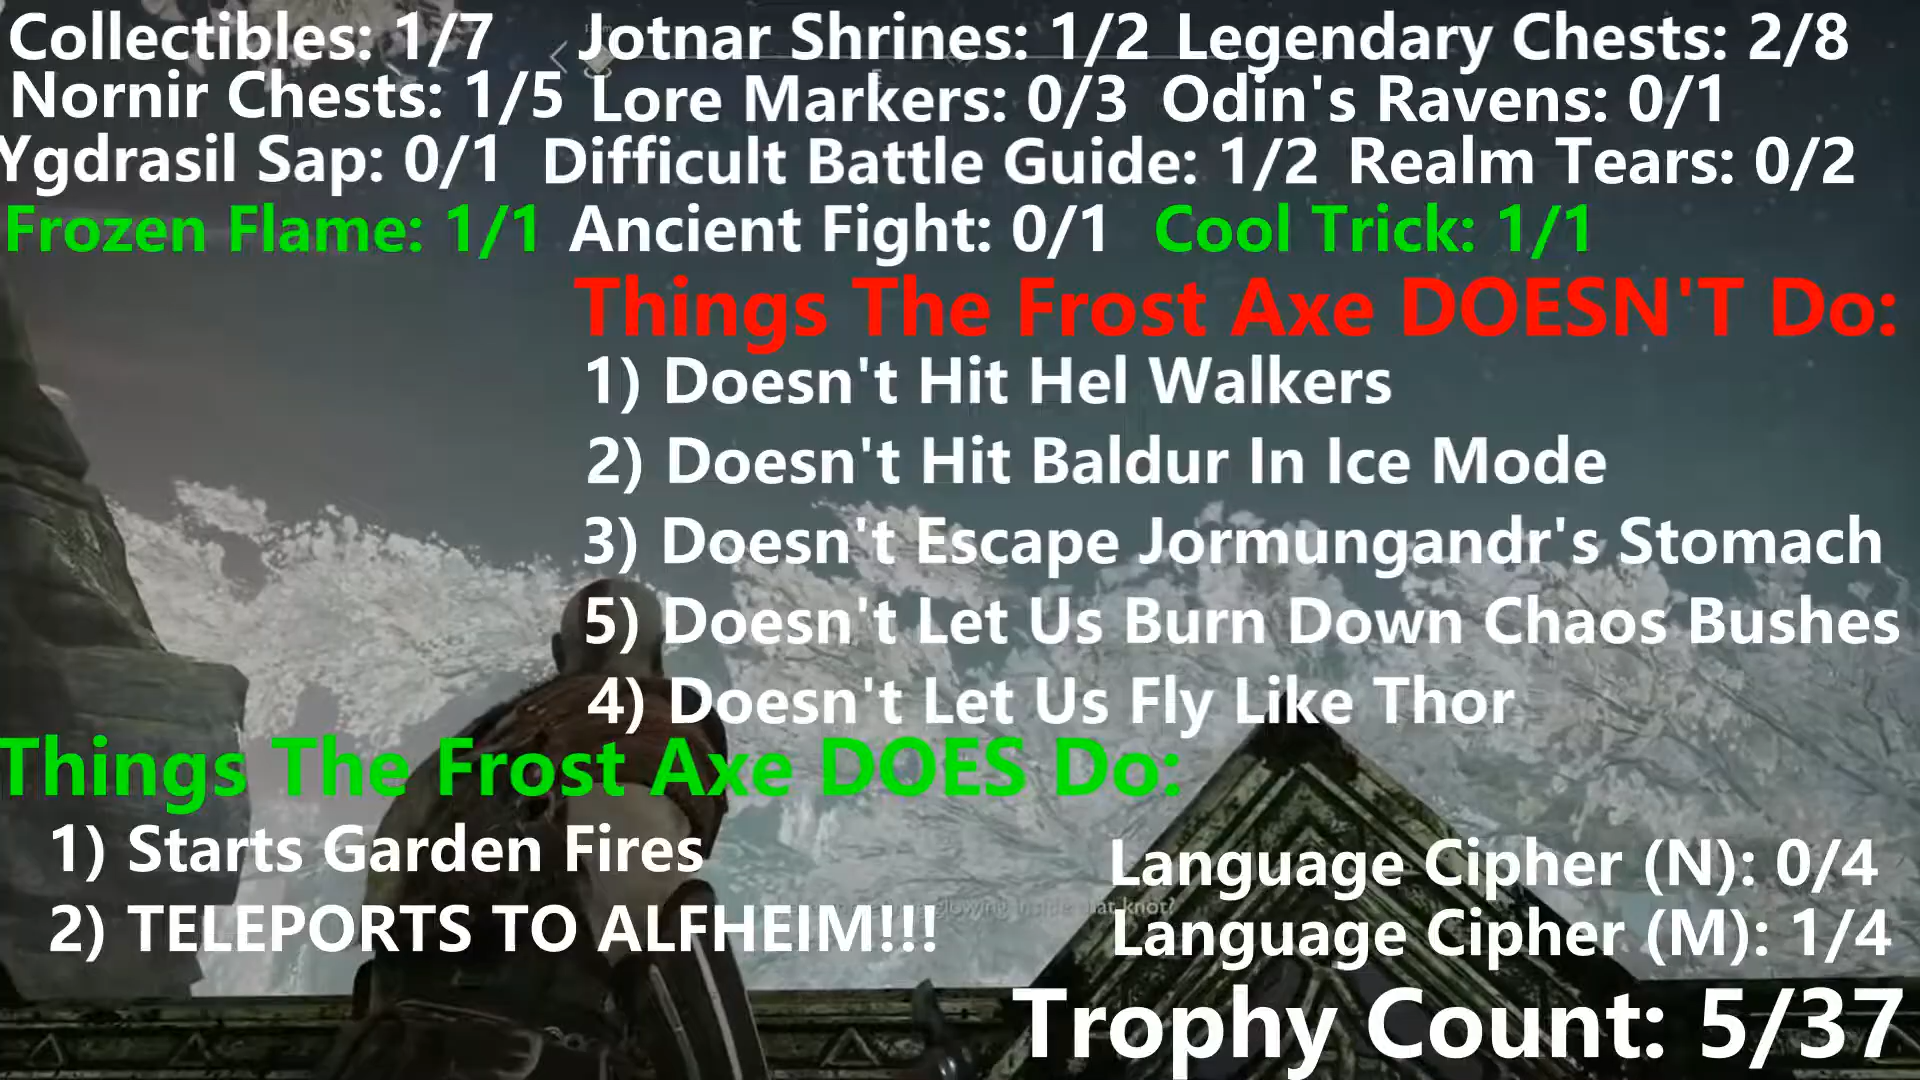 Collectibles: 1/7 Jotnar Shrines: 1/2 Legendary Chests: 2/8
Nornir Chests: 1/5 Lore Markers: 0/3 Odin's Ravens: 0/1
Ygdrasil Sap: 0/1 Difficult Battle Guide: 1/2 Realm Tears: 0/2
Frozen Flame: 1/1 Ancient Fight: 0/1 Cool Trick: 1/1
Things The Frost Axe DOESN'T Do:
1) Doesn't Hit Hel Walkers
2) Doesn't Hit Baldur In Ice Mode
3) Doesn't Escape Jormungandr's Stomach
5) Doesn't Let Us Burn Down Chaos Bushes
4) Doesn't Let Us Fly Like Thor
Things The Frost Axe DOES Do:
1) Starts Garden Fires
2) TELEPORTS TO ALFHEIM!!!
glowing inside that knot?
Language Cipher (N): 0/4
Language Cipher (M): 1/4
Trophy Count: 5/37